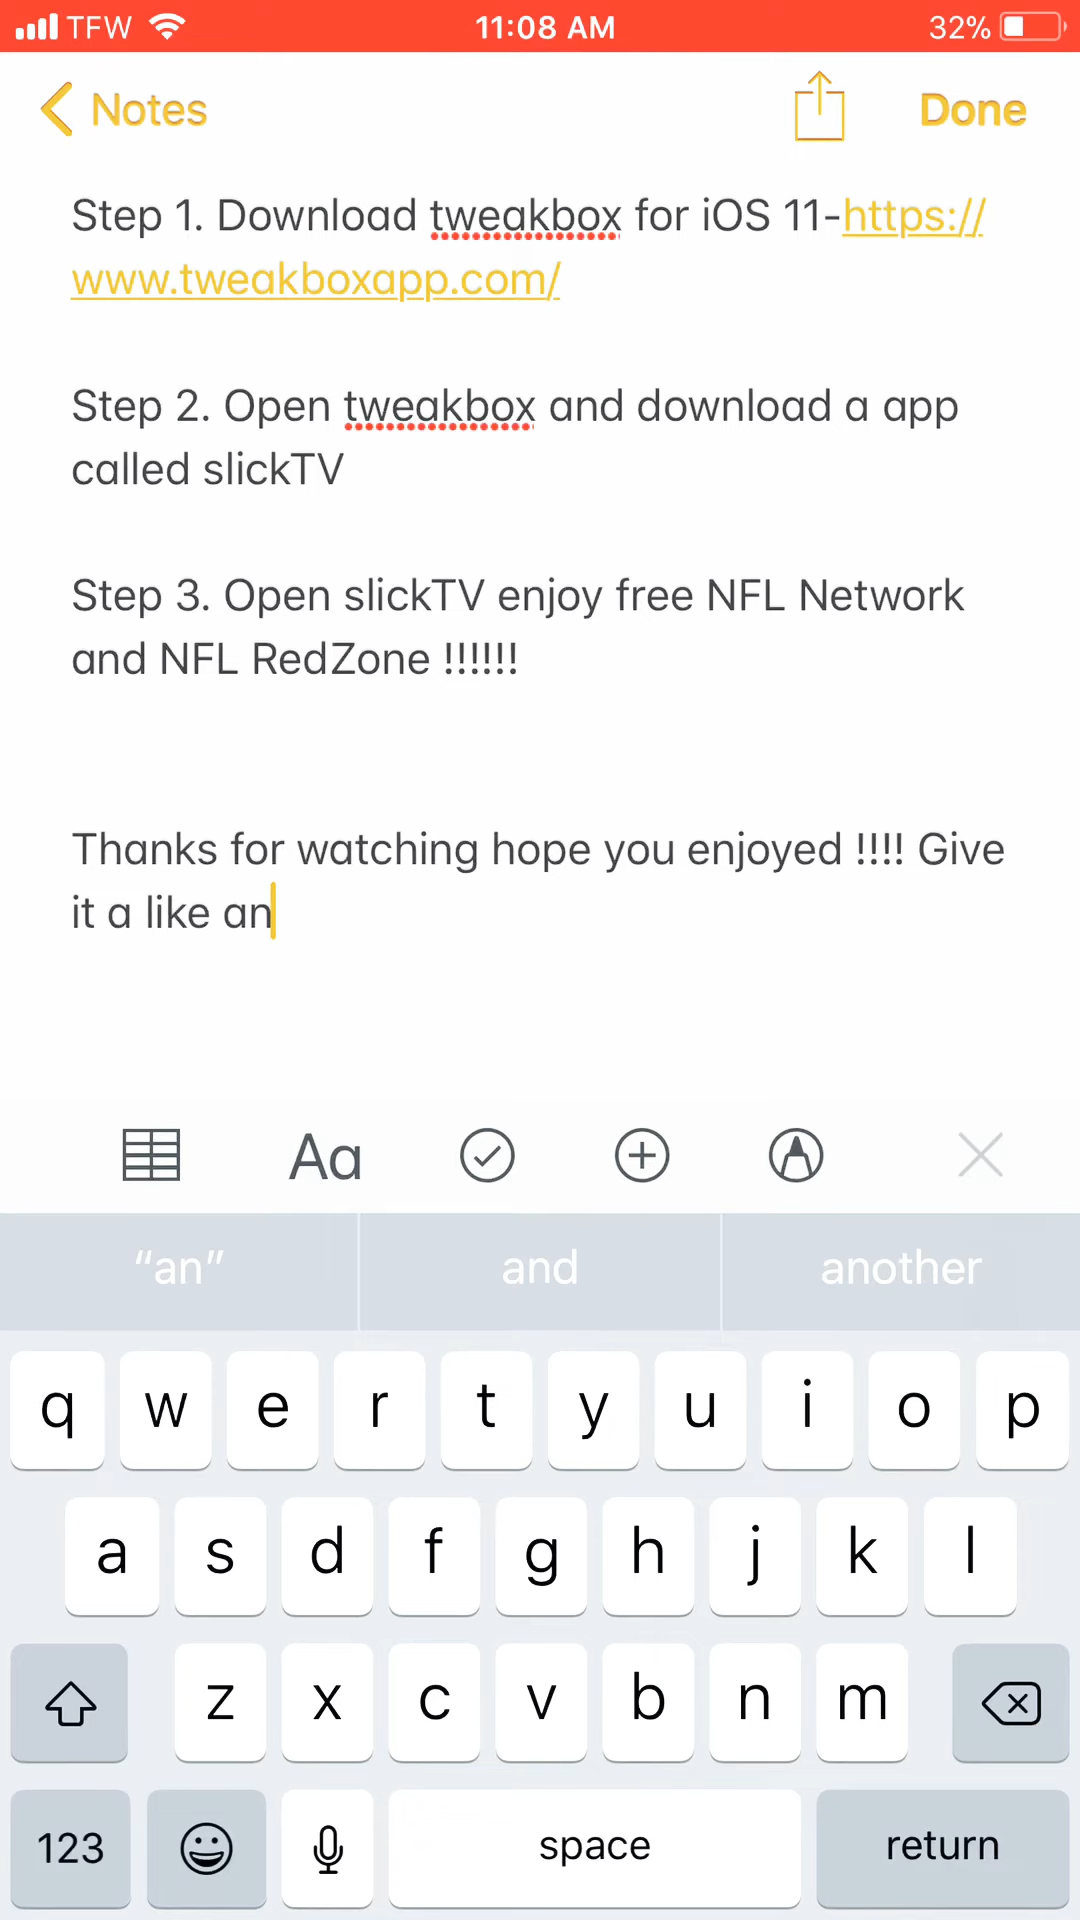 TFW 11:08 AM 32%
Notes Done
Step 1. Download tweakbox for iOS 11-https://
www.tweakboxapp.com/
Step 2. Open tweakbox and download a app
called slickTV
Step 3. Open slickTV enjoy free NFL Network
and NFL RedZone !!!!!!
Thanks for watching hope you enjoyed !!!! Give
it a like an
Aa
“an” and another
q w e r t y u i o p
a s d f g h j k l
z x c v b n m
123 space return